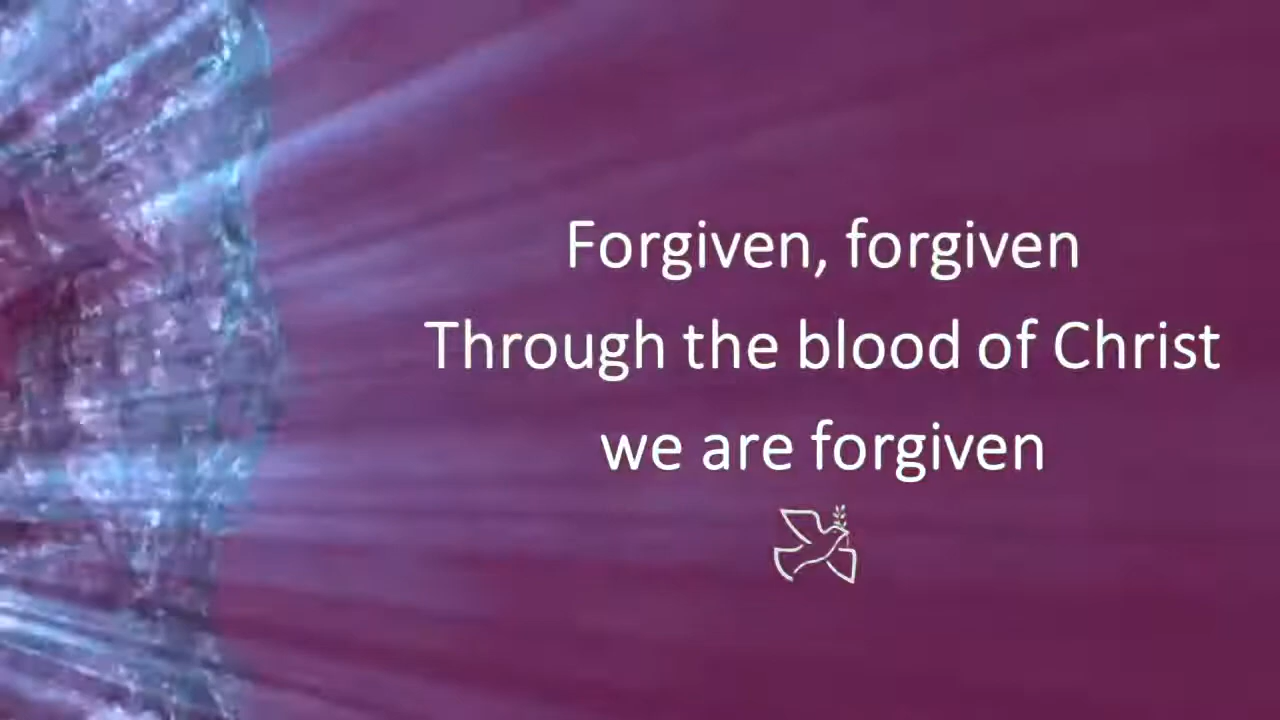 Forgiven, forgiven
Through the blood of Christ
we are forgiven